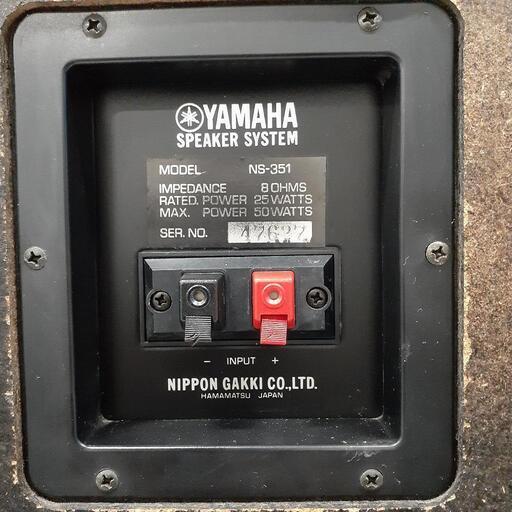 YAMAHA
SPEAKER SYSTEM
MODEL NS-351
IMPEDANCE 8 OHMS
RATED. POWER 25 WATTS
MAX. POWER 50 WATTS
SER. NO.
− INPUT +
NIPPON GAKKI CO.,LTD.
HAMAMATSU JAPAN